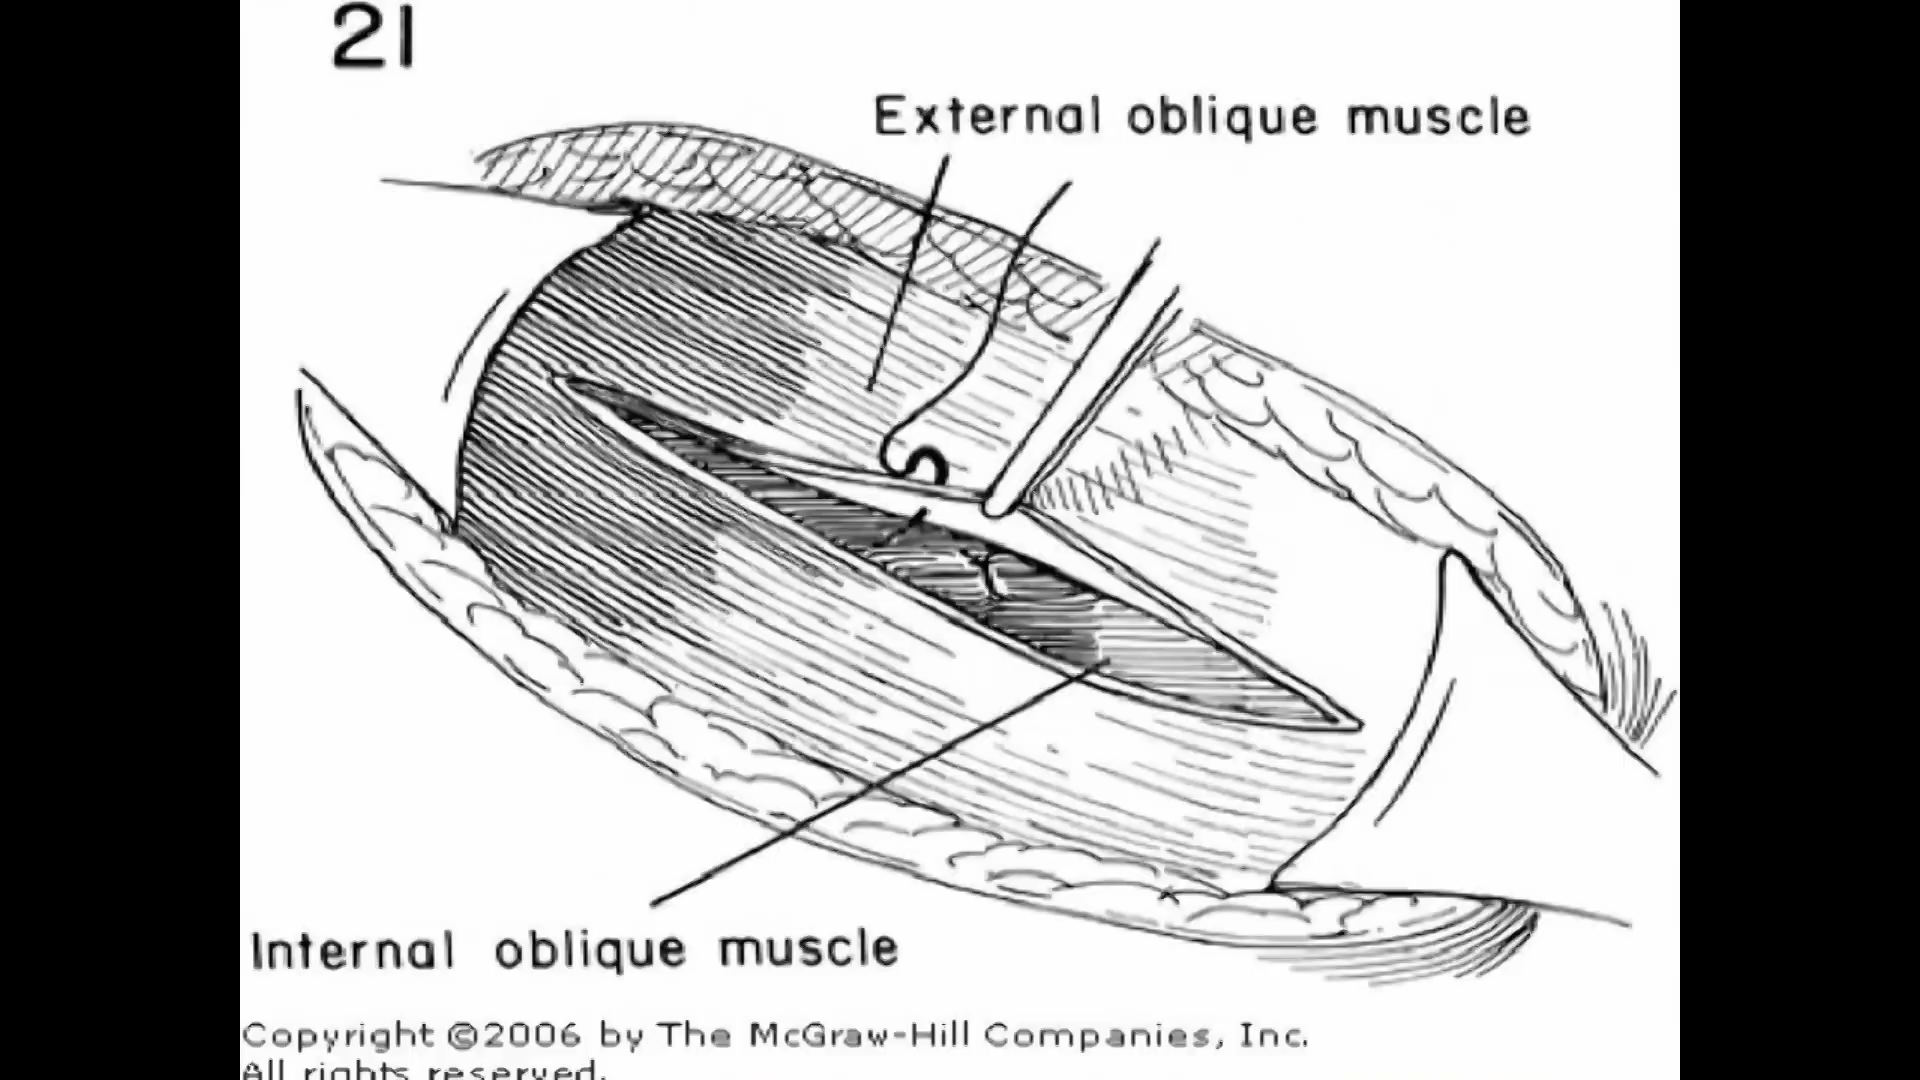 21
External oblique muscle
Internal oblique muscle
Copyright ©2006 by The McGraw-Hill Companies, Inc.
All rights reserved.